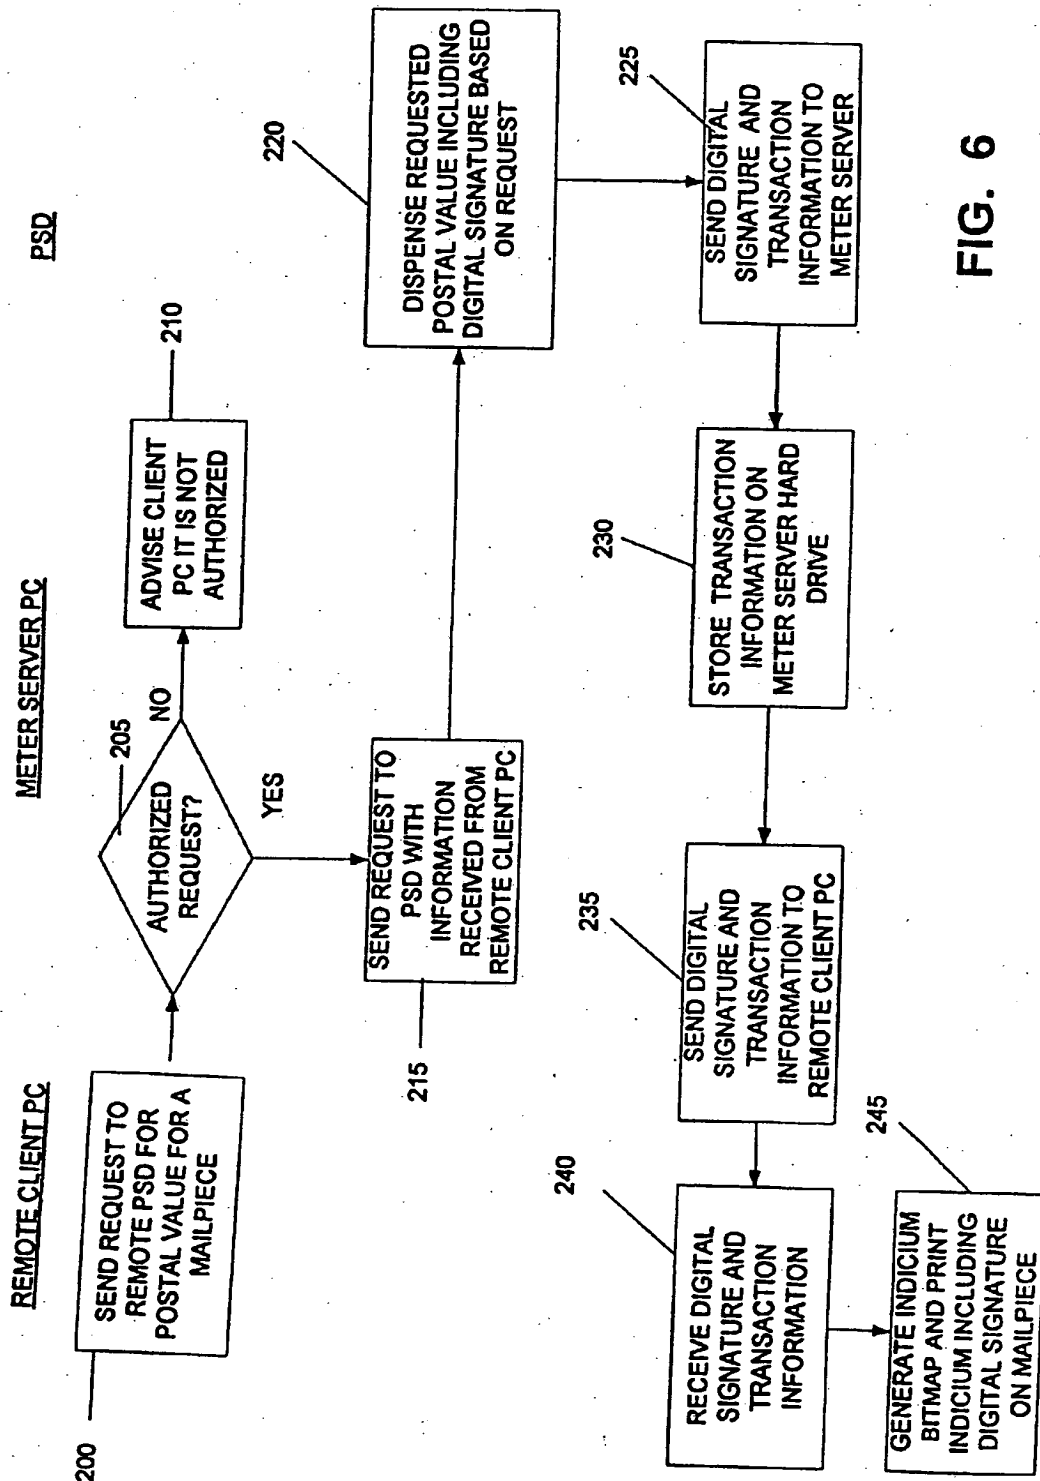 REMOTE CLIENT PC
METER SERVER PC
PSD
200
SEND REQUEST TO
REMOTE PSD FOR
POSTAL VALUE FOR A
MAILPIECE
205
AUTHORIZED
REQUEST?
NO
YES
210
ADVISE CLIENT
PC IT IS NOT
AUTHORIZED
215
SEND REQUEST TO
PSD WITH
INFORMATION
RECEIVED FROM
REMOTE CLIENT PC
220
DISPENSE REQUESTED
POSTAL VALUE INCLUDING
DIGITAL SIGNATURE BASED
ON REQUEST
225
SEND DIGITAL
SIGNATURE AND
TRANSACTION
INFORMATION TO
METER SERVER
230
STORE TRANSACTION
INFORMATION ON
METER SERVER HARD
DRIVE
235
SEND DIGITAL
SIGNATURE AND
TRANSACTION
INFORMATION TO
REMOTE CLIENT PC
240
RECEIVE DIGITAL
SIGNATURE AND
TRANSACTION
INFORMATION
245
GENERATE INDICIUM
BITMAP AND PRINT
INDICIUM INCLUDING
DIGITAL SIGNATURE
ON MAILPIECE
FIG. 6